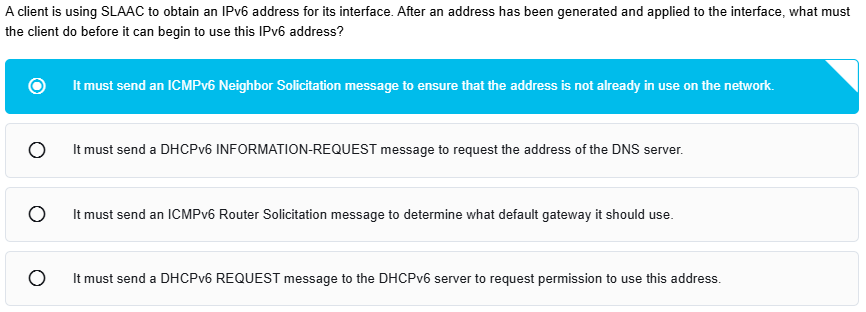 A client is using SLAAC to obtain an IPv6 address for its interface. After an address has been generated and applied to the interface, what must
the client do before it can begin to use this IPv6 address?
It must send an ICMPv6 Neighbor Solicitation message to ensure that the address is not already in use on the network.
It must send a DHCPv6 INFORMATION-REQUEST message to request the address of the DNS server.
It must send an ICMPv6 Router Solicitation message to determine what default gateway it should use.
It must send a DHCPv6 REQUEST message to the DHCPv6 server to request permission to use this address.